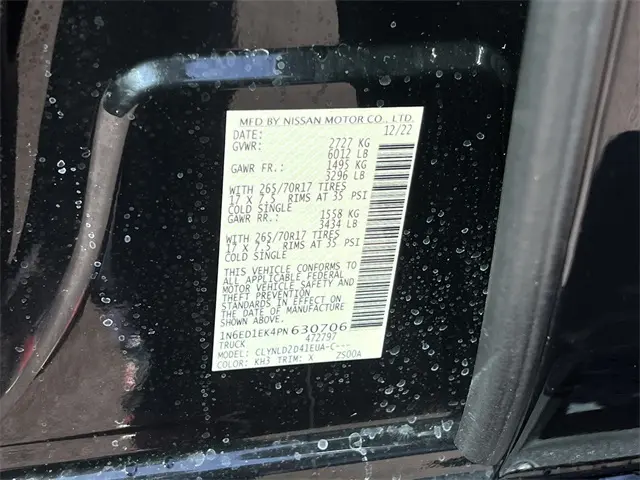 MFD BY NISSAN MOTOR CO., LTD.
DATE: 12/22
GVWR: 2727 KG
6012 LB
GAWR FR.: 1495 KG
3296 LB
WITH 265/70R17 TIRES
17 X 7.5 RIMS AT 35 PSI
COLD SINGLE
GAWR RR.: 1558 KG
3434 LB
WITH 265/70R17 TIRES
17 X 7.5 RIMS AT 35 PSI
COLD SINGLE
THIS VEHICLE CONFORMS TO
ALL APPLICABLE FEDERAL
MOTOR VEHICLE SAFETY AND
THEFT PREVENTION
STANDARDS IN EFFECT ON
THE DATE OF MANUFACTURE
SHOWN ABOVE.
1N6ED1EK4PN630706
TRUCK 472797
MODEL: CLYNLD2D41EUA-C---
COLOR: KH3 TRIM: X ZS00A